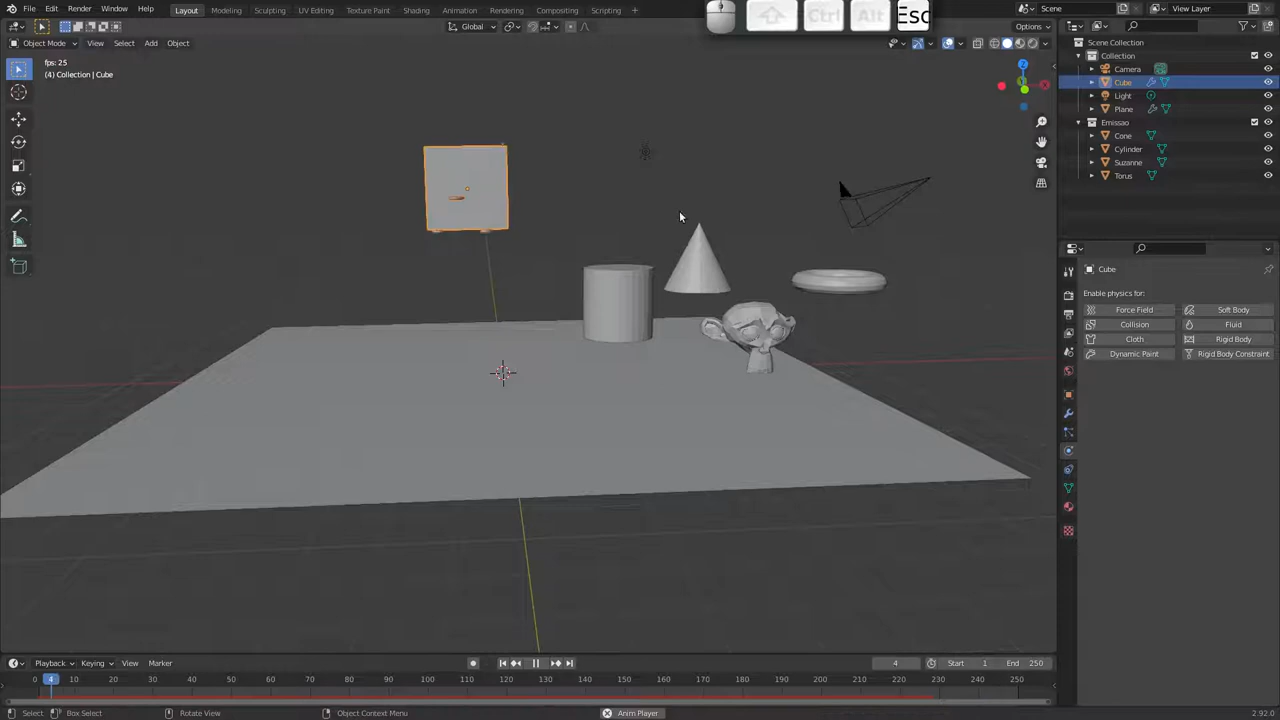 File Edit Render Window Help Layout Modeling Sculpting UV Editing Texture Paint Shading Animation Rendering Compositing Scripting
Ctrl Alt Esc
Scene View Layer
Global Options
Object Mode View Select Add Object
fps: 25
(4) Collection | Cube
Z
Scene Collection
Collection
Camera
Cube
Light
Plane
Emissao
Cone
Cylinder
Suzanne
Torus
Cube
Enable physics for:
Force Field Soft Body
Collision Fluid
Cloth Rigid Body
Dynamic Paint Rigid Body Constraint
Playback Keying View Marker 4 Start 1 End 250
0 4 10 20 30 40 50 60 70 80 90 100 110 120 130 140 150 160 170 180 190 200 210 220 230 240 250
Select Box Select Rotate View Object Context Menu Anim Player 2.92.0